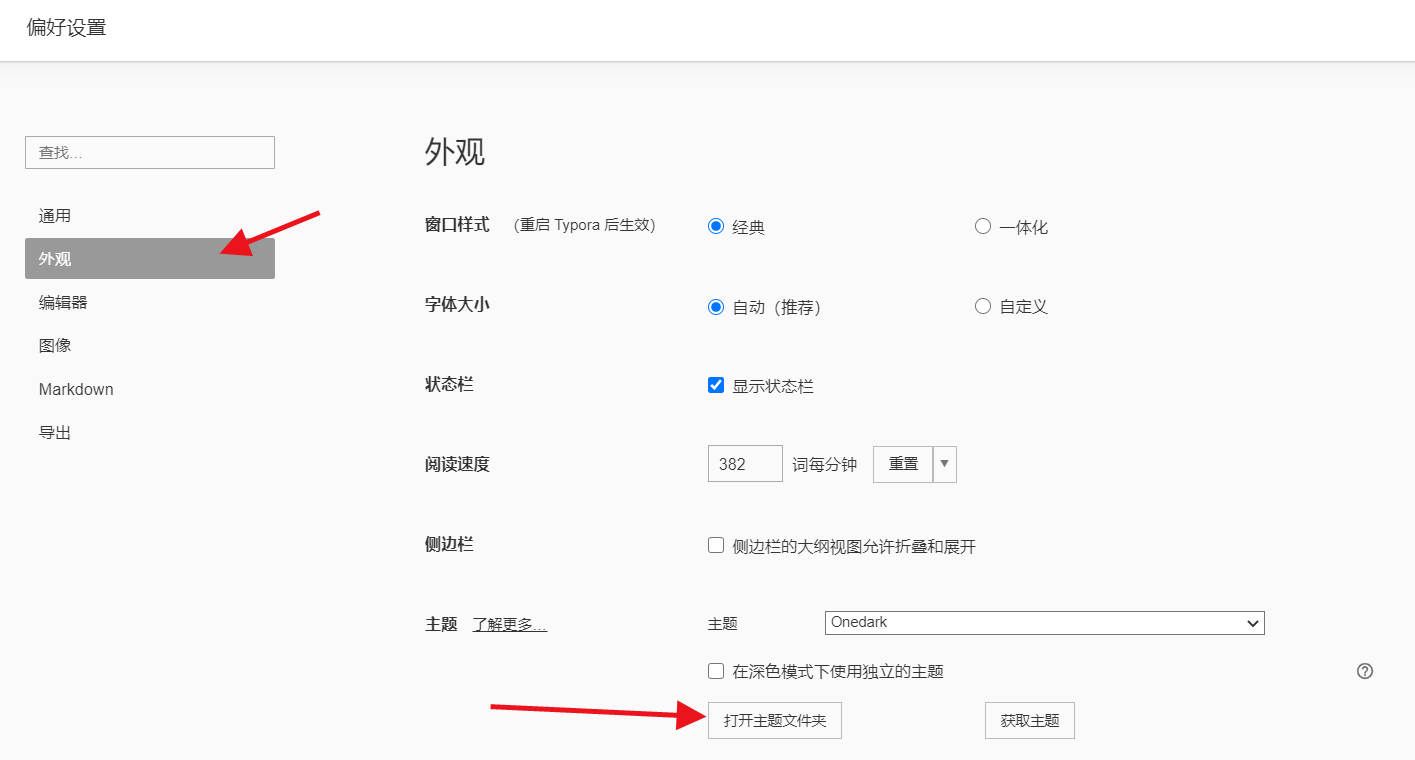 偏好设置
查找...
通用
外观
编辑器
图像
Markdown
导出
外观
窗口样式 (重启 Typora 后生效) 经典 一体化
字体大小 自动（推荐） 自定义
状态栏 显示状态栏
阅读速度 382 词每分钟 重置
侧边栏 侧边栏的大纲视图允许折叠和展开
主题 了解更多... 主题 Onedark
在深色模式下使用独立的主题
打开主题文件夹 获取主题